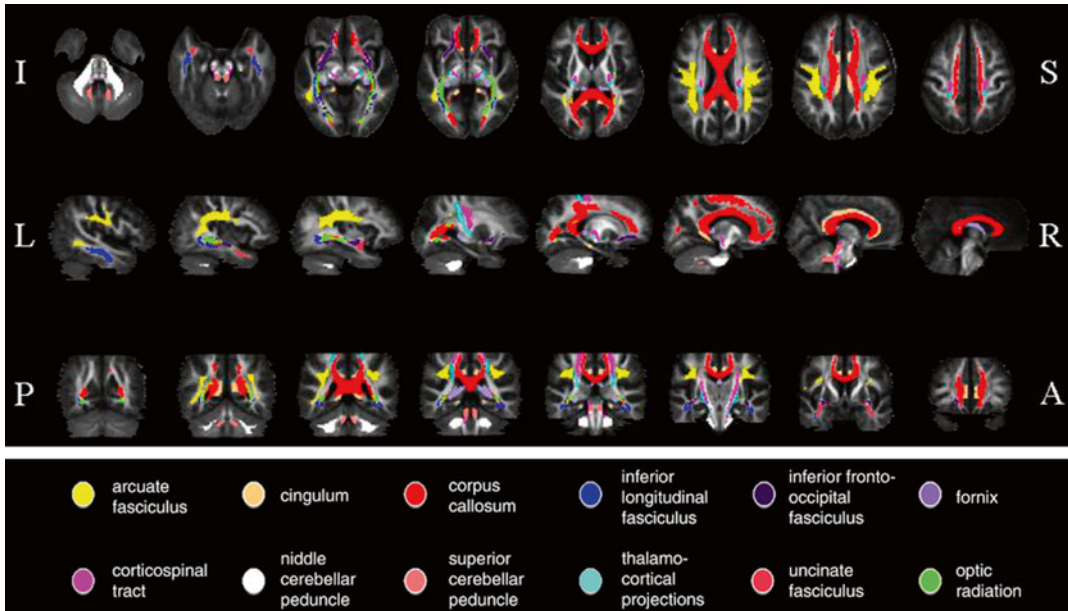 I
S
L
R
P
A
arcuate
fasciculus
cingulum
corpus
callosum
inferior
longitudinal
fasciculus
inferior fronto-
occipital
fasciculus
fornix
corticospinal
tract
niddle
cerebellar
peduncle
superior
cerebellar
peduncle
thalamo-
cortical
projections
uncinate
fasciculus
optic
radiation